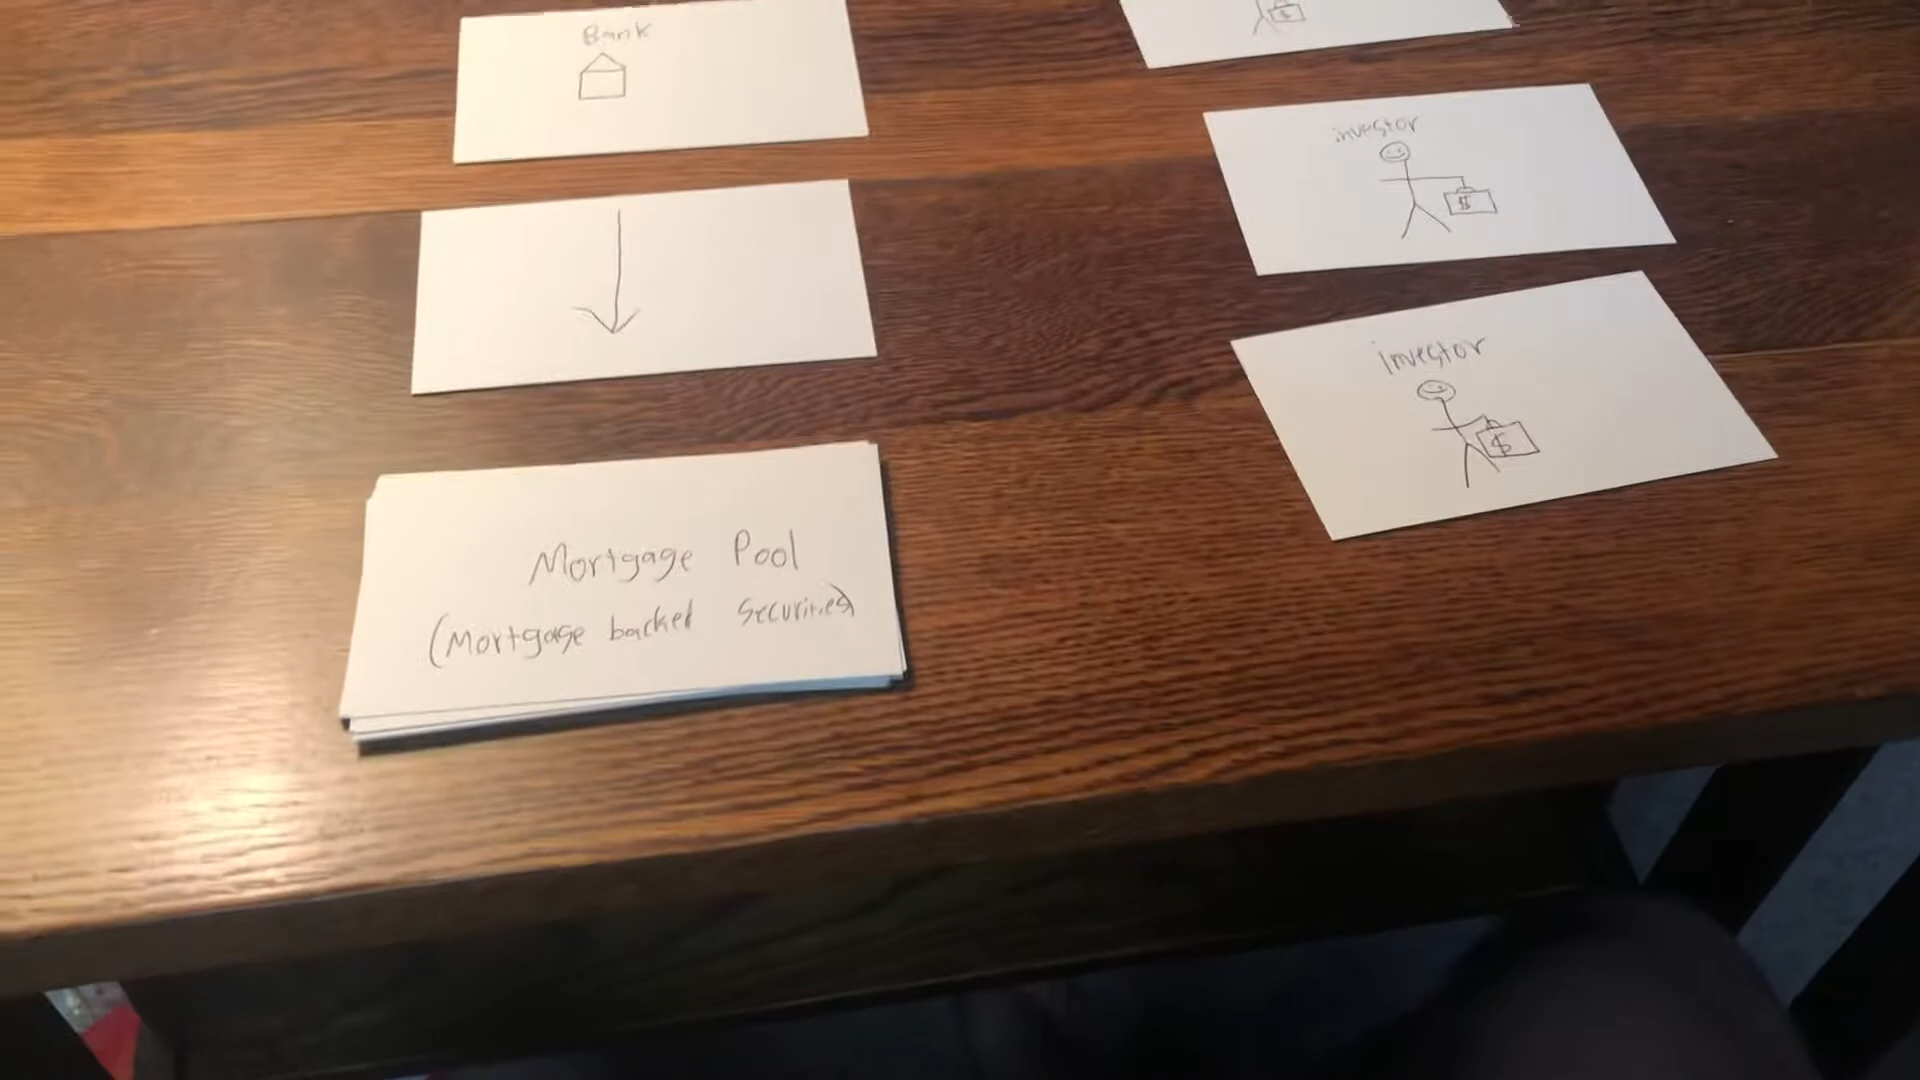 Bank
$
investor
$
investor
$
Mortgage Pool
(Mortgage backed securities)